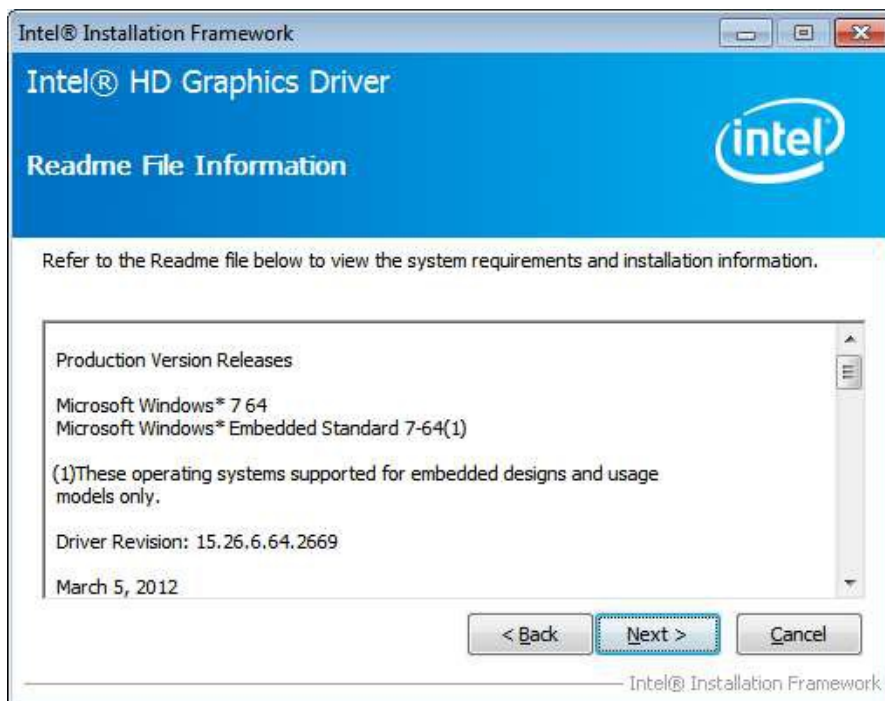 Intel® Installation Framework
Intel® HD Graphics Driver
intel
Readme File Information
Refer to the Readme file below to view the system requirements and installation information.
Production Version Releases
Microsoft Windows* 7 64
Microsoft Windows* Embedded Standard 7-64(1)
(1)These operating systems supported for embedded designs and usage
models only.
Driver Revision: 15.26.6.64.2669
March 5, 2012
< Back Next > Cancel
Intel® Installation Framework